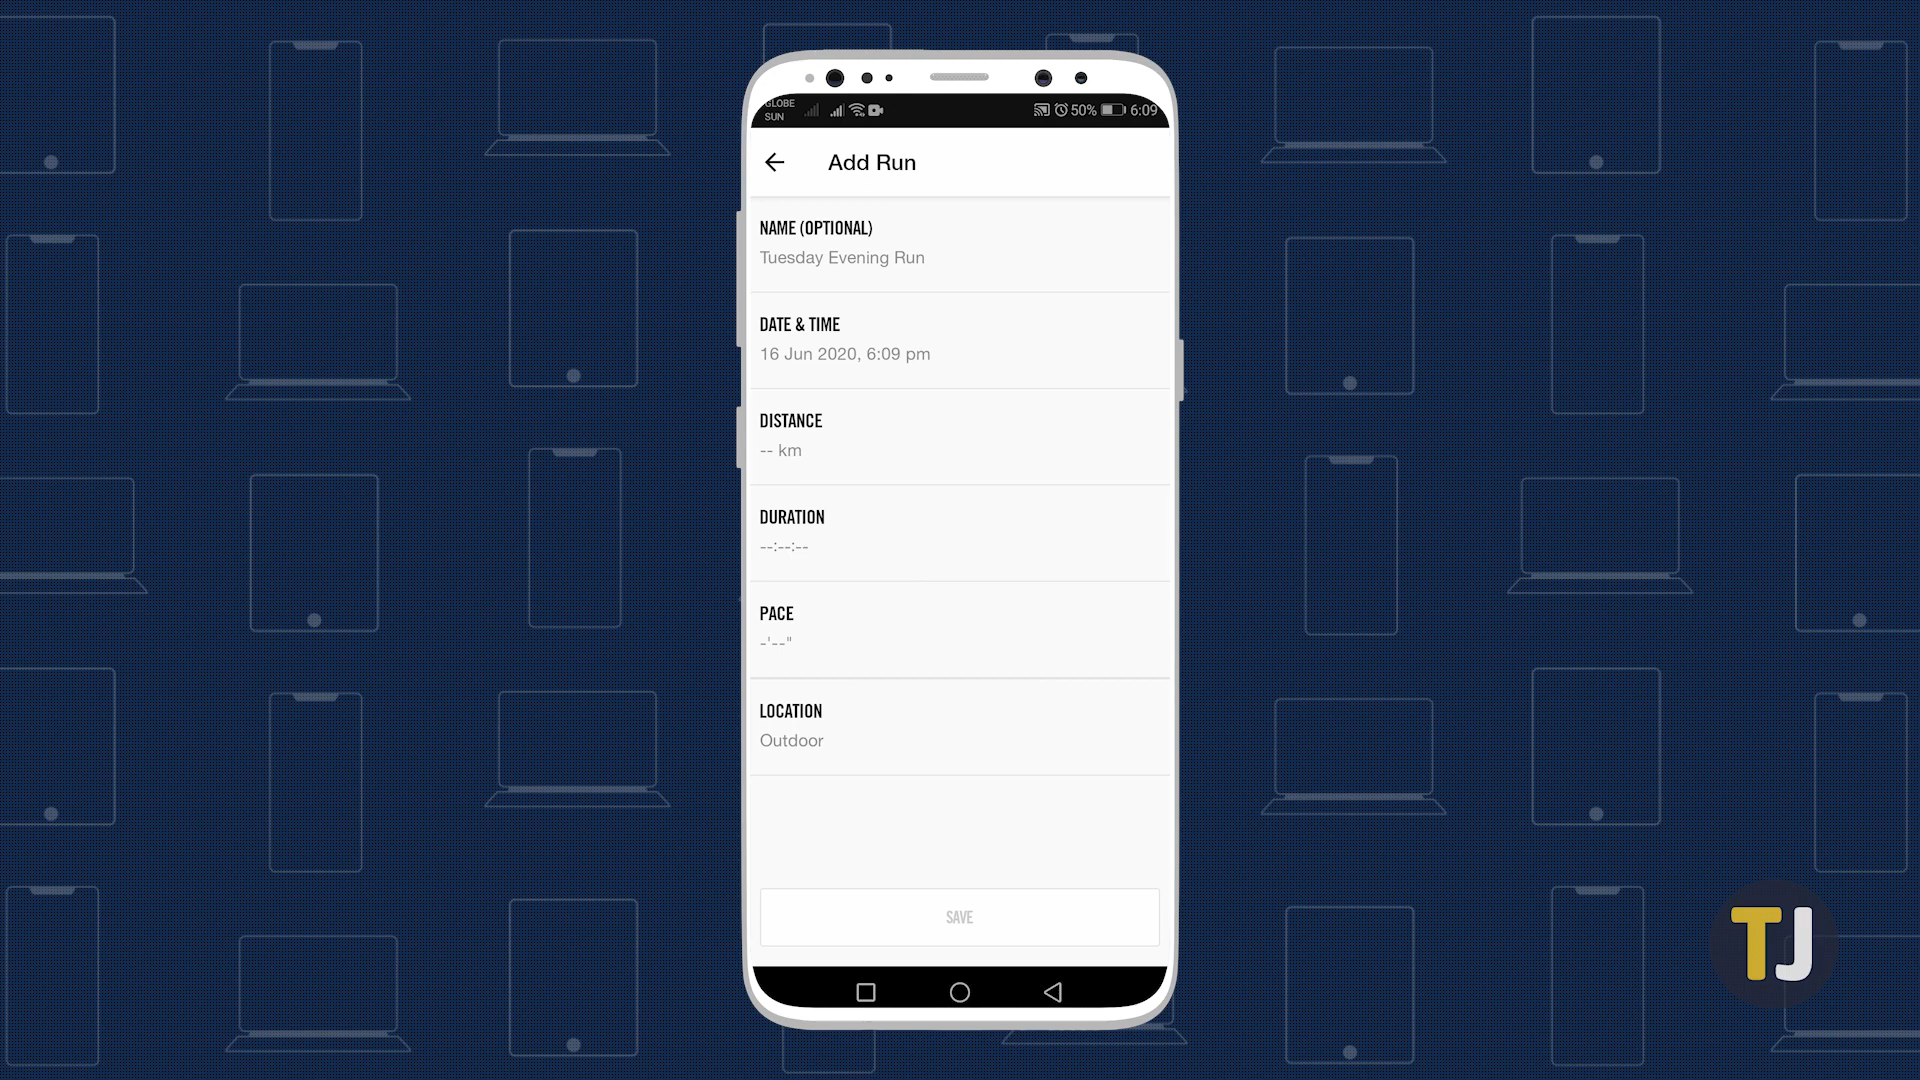 GLOBE
SUN
50% 6:09
Add Run
NAME (OPTIONAL)
Tuesday Evening Run
DATE & TIME
16 Jun 2020, 6:09 pm
DISTANCE
-- km
DURATION
--:--:--
PACE
-'--"
LOCATION
Outdoor
SAVE
TJ